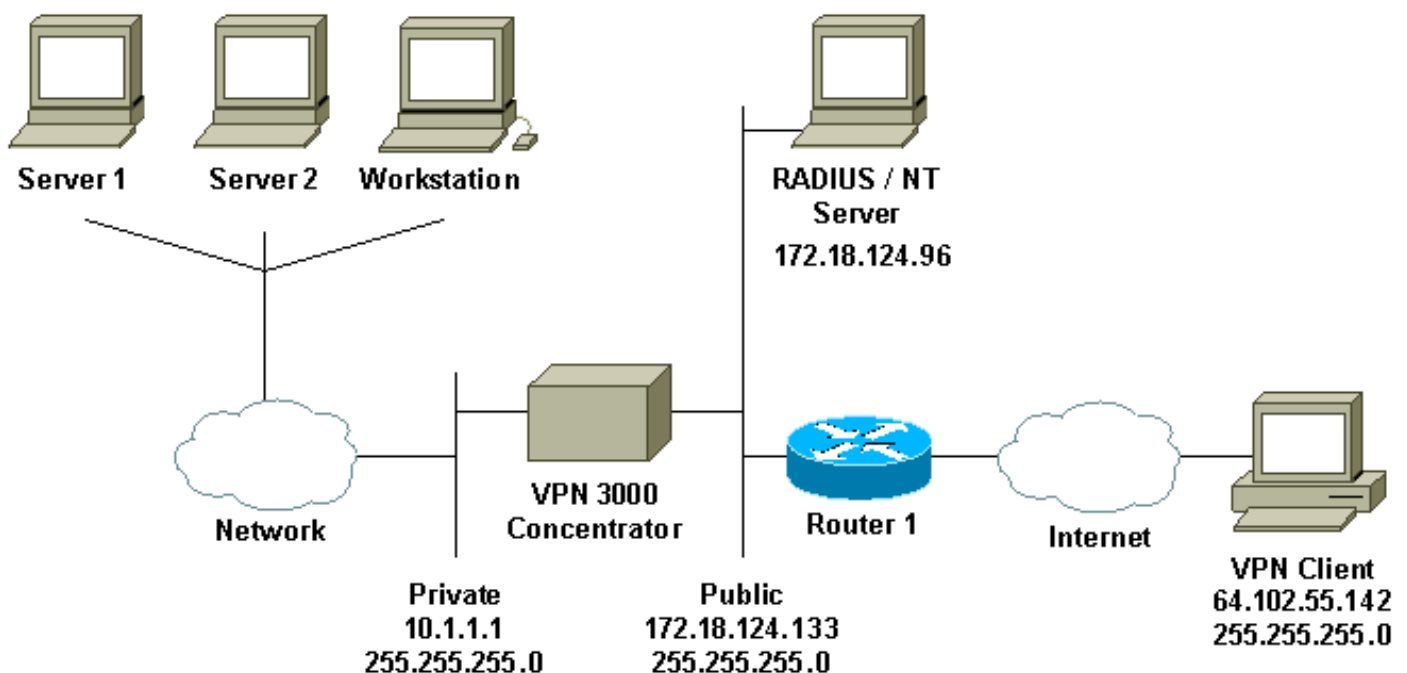 Server 1
Server 2
Workstation
RADIUS / NT
Server
172.18.124.96
Network
VPN 3000
Concentrator
Router 1
Internet
Private
10.1.1.1
255.255.255.0
Public
172.18.124.133
255.255.255.0
VPN Client
64.102.55.142
255.255.255.0